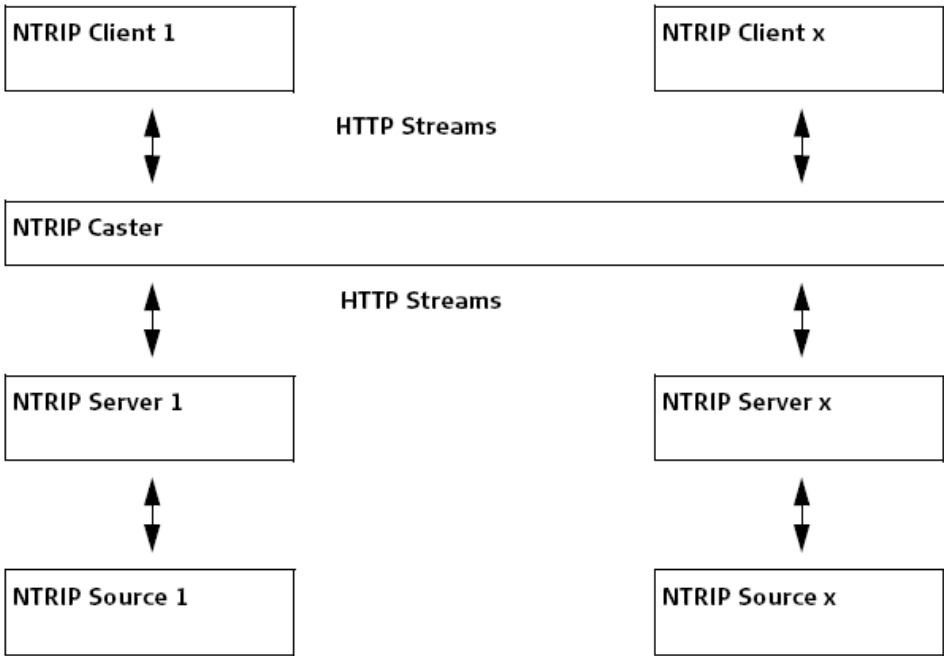 NTRIP Client 1
NTRIP Client x
HTTP Streams
NTRIP Caster
HTTP Streams
NTRIP Server 1
NTRIP Server x
NTRIP Source 1
NTRIP Source x